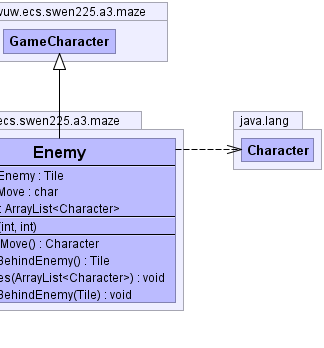 vuw.ecs.swen225.a3.maze
GameCharacter
ecs.swen225.a3.maze
java.lang
Enemy
Character
Enemy : Tile
Move : char
: ArrayList<Character>
(int, int)
Move() : Character
BehindEnemy() : Tile
es(ArrayList<Character>) : void
BehindEnemy(Tile) : void